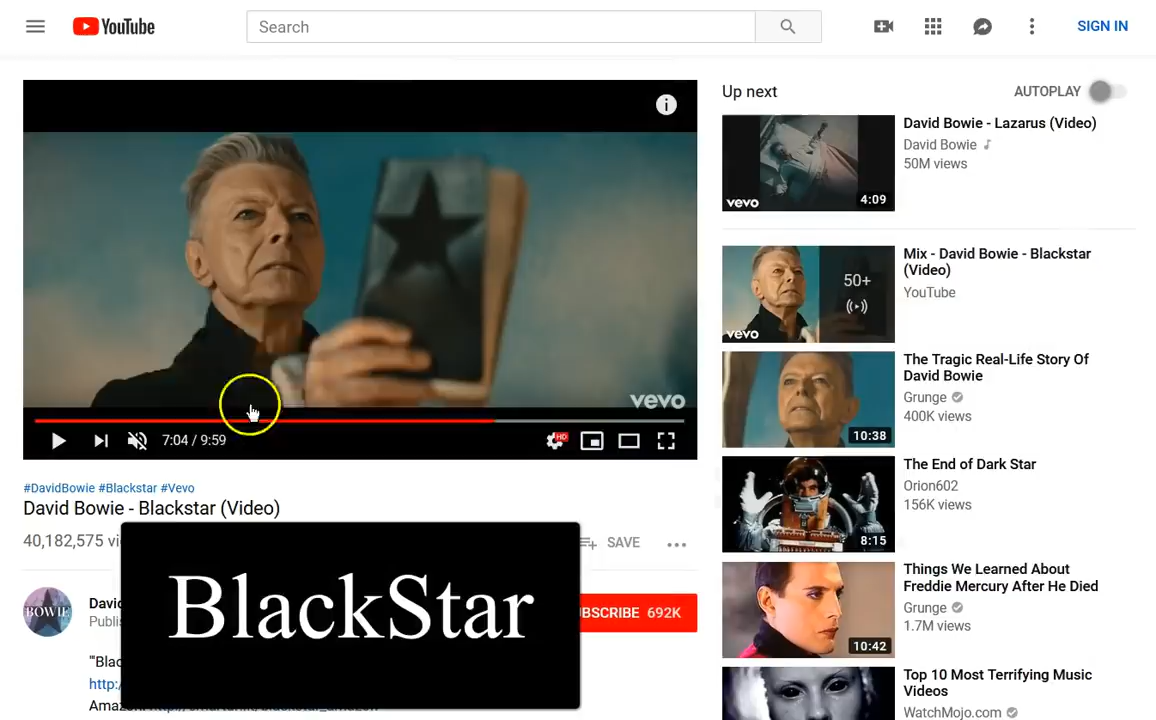 YouTube
Search
SIGN IN
i
vevo
7:04 / 9:59
HD
#DavidBowie #Blackstar #Vevo
David Bowie - Blackstar (Video)
40,182,575
SAVE
BOWIE
SUBSCRIBE 692K
BlackStar
http:/
Up next
AUTOPLAY
vevo
4:09
David Bowie - Lazarus (Video)
David Bowie
50M views
50+
vevo
Mix - David Bowie - Blackstar
(Video)
YouTube
10:38
The Tragic Real-Life Story Of
David Bowie
Grunge
400K views
8:15
The End of Dark Star
Orion602
156K views
10:42
Things We Learned About
Freddie Mercury After He Died
Grunge
1.7M views
Top 10 Most Terrifying Music
Videos
WatchMojo.com